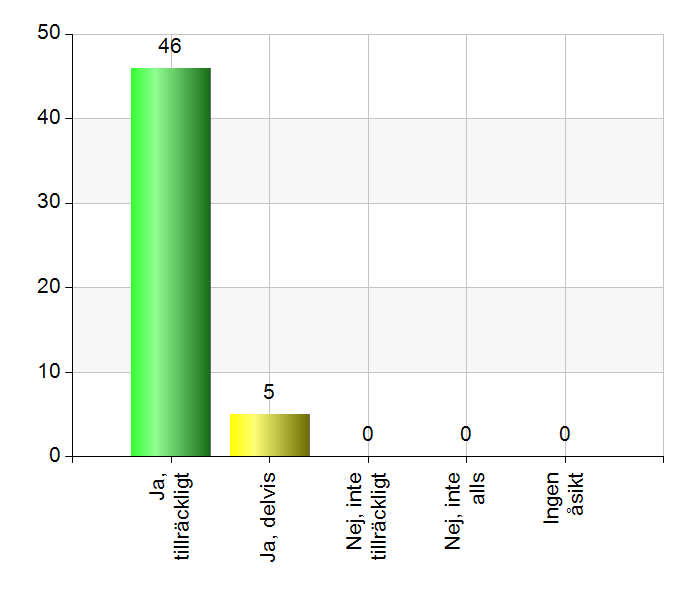 50
40
30
20
10
0
46
5
0
0
0
Ja,
tillräckligt
Ja, delvis
Nej, inte
tillräckligt
Nej, inte
alls
Ingen
åsikt